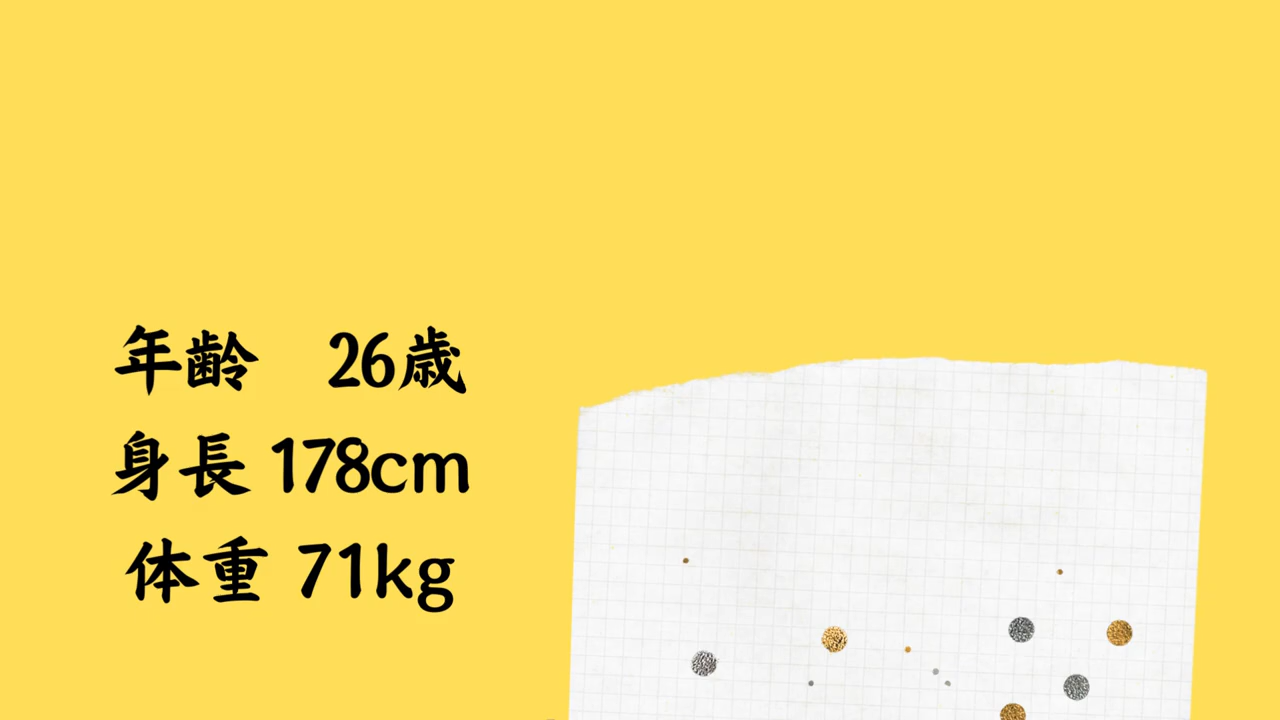 年齢　26歳
身長 178cm
体重 71kg